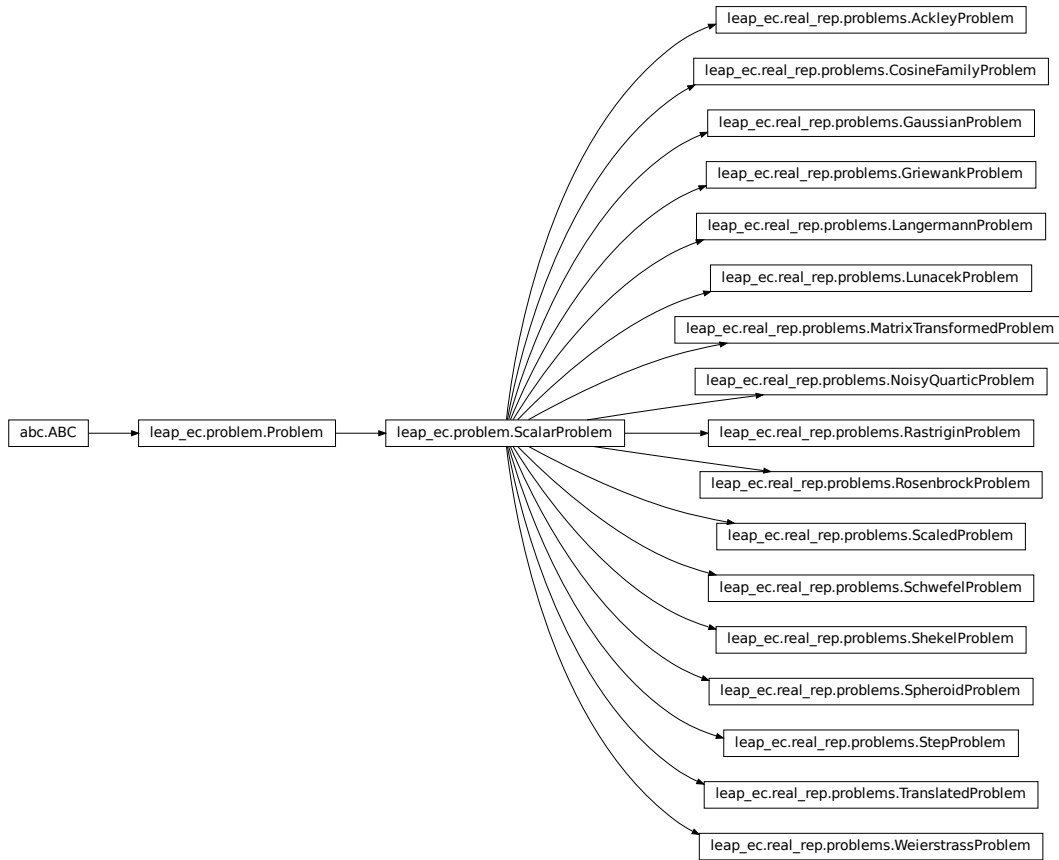 leap_ec.real_rep.problems.AckleyProblem
leap_ec.real_rep.problems.CosineFamilyProblem
leap_ec.real_rep.problems.GaussianProblem
leap_ec.real_rep.problems.GriewankProblem
leap_ec.real_rep.problems.LangermannProblem
leap_ec.real_rep.problems.LunacekProblem
leap_ec.real_rep.problems.MatrixTransformedProblem
leap_ec.real_rep.problems.NoisyQuarticProblem
abc.ABC
leap_ec.problem.Problem
leap_ec.problem.ScalarProblem
leap_ec.real_rep.problems.RastriginProblem
leap_ec.real_rep.problems.RosenbrockProblem
leap_ec.real_rep.problems.ScaledProblem
leap_ec.real_rep.problems.SchwefelProblem
leap_ec.real_rep.problems.ShekelProblem
leap_ec.real_rep.problems.SpheroidProblem
leap_ec.real_rep.problems.StepProblem
leap_ec.real_rep.problems.TranslatedProblem
leap_ec.real_rep.problems.WeierstrassProblem